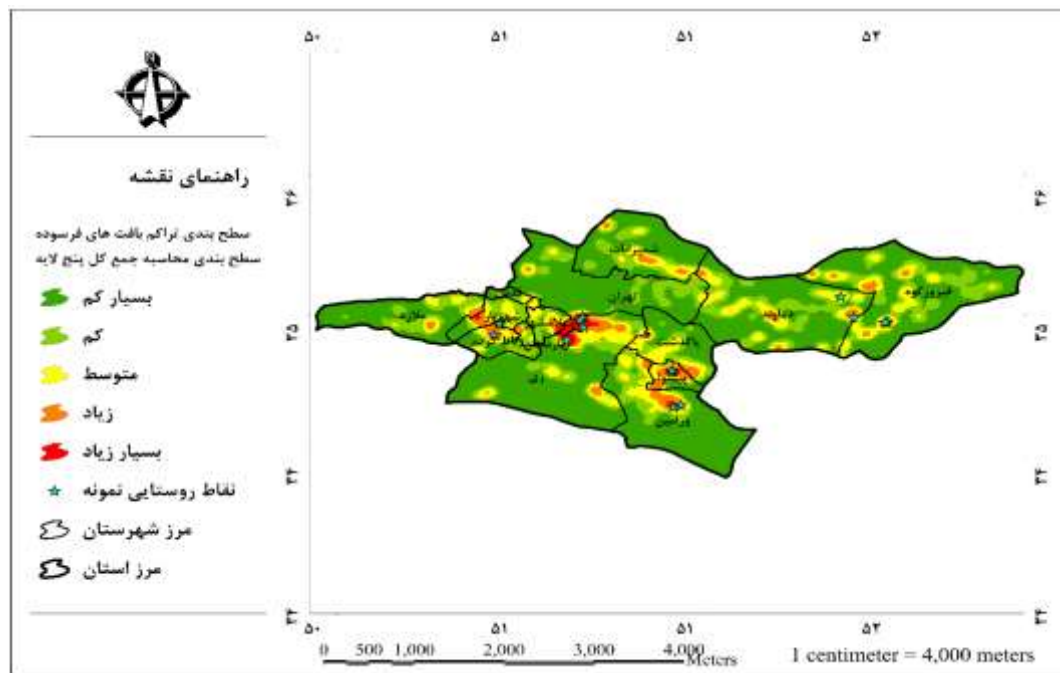 ۵۰ ۵۱ ۵۱ ۵۲
راهنمای نقشه
سطح بندی تراکم بافت های فرسوده
سطح بندی محاسبه جمع کل پنج لایه
بسیار کم
کم
متوسط
زیاد
بسیار زیاد
نقاط روستایی نمونه
مرز شهرستان
مرز استان
۳۶ ۳۶
۳۵ ۳۵
۳۴ ۳۴
۳۴ ۳۴
شمیرانات
تهران
فیروزکوه
دماوند
ملارد
ری
ورامین
۵۰ ۵۱ ۵۱ ۵۲
0 500 1,000 2,000 3,000 4,000
Meters
1 centimeter = 4,000 meters